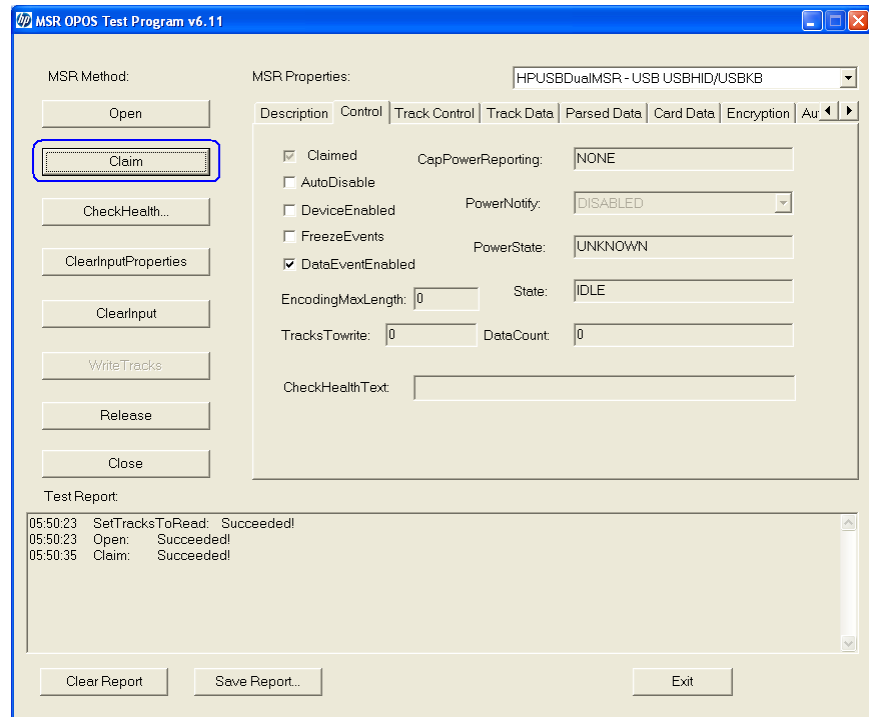 hp MSR OPOS Test Program v6.11
MSR Method:
MSR Properties:
HPUSBDualMSR - USB USBHID/USBKB
Open
Claim
CheckHealth...
ClearInputProperties
ClearInput
WriteTracks
Release
Close
Description Control Track Control Track Data Parsed Data Card Data Encryption Au
Claimed
AutoDisable
DeviceEnabled
FreezeEvents
DataEventEnabled
CapPowerReporting: NONE
PowerNotify: DISABLED
PowerState: UNKNOWN
EncodingMaxLength: 0
State: IDLE
TracksTowrite: 0
DataCount: 0
CheckHealthText:
Test Report:
05:50:23 SetTracksToRead: Succeeded!
05:50:23 Open: Succeeded!
05:50:35 Claim: Succeeded!
Clear Report
Save Report...
Exit